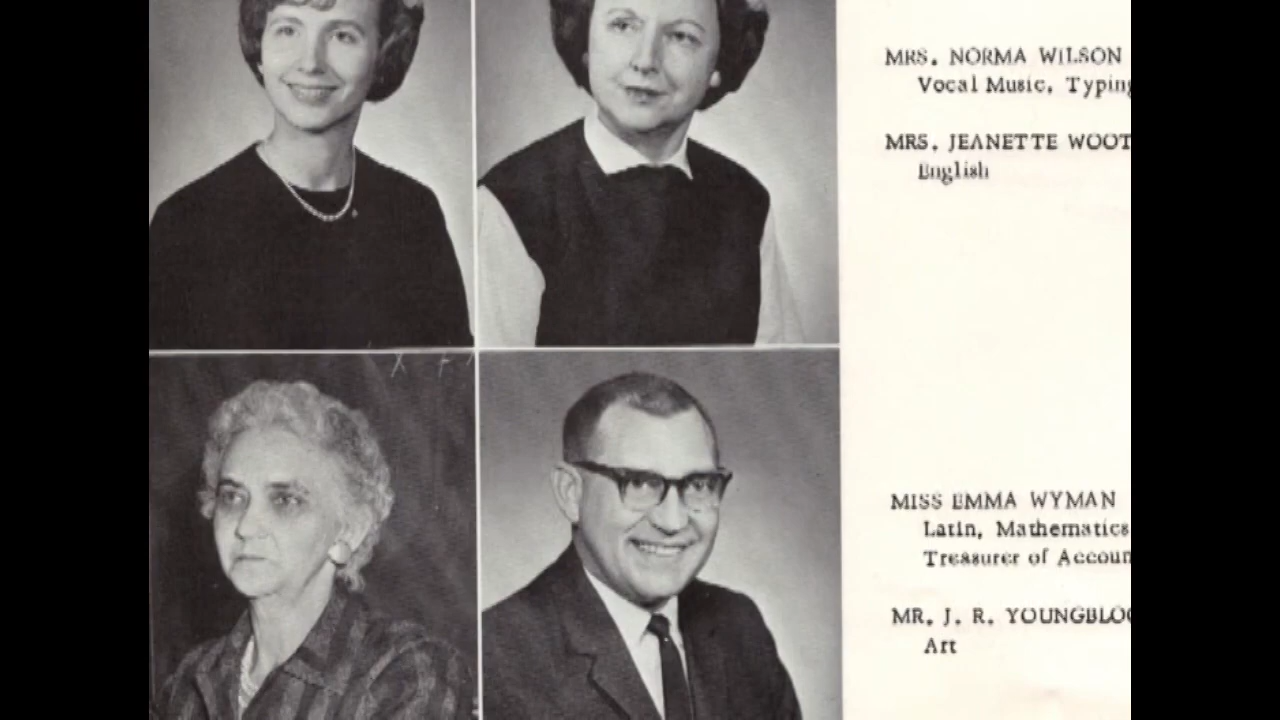 MRS. NORMA WILSON
Vocal Music, Typing
MRS. JEANETTE WOOT
English
MISS EMMA WYMAN
Latin, Mathematics
Treasurer of Accoun
MR. J. R. YOUNGBLOO
Art